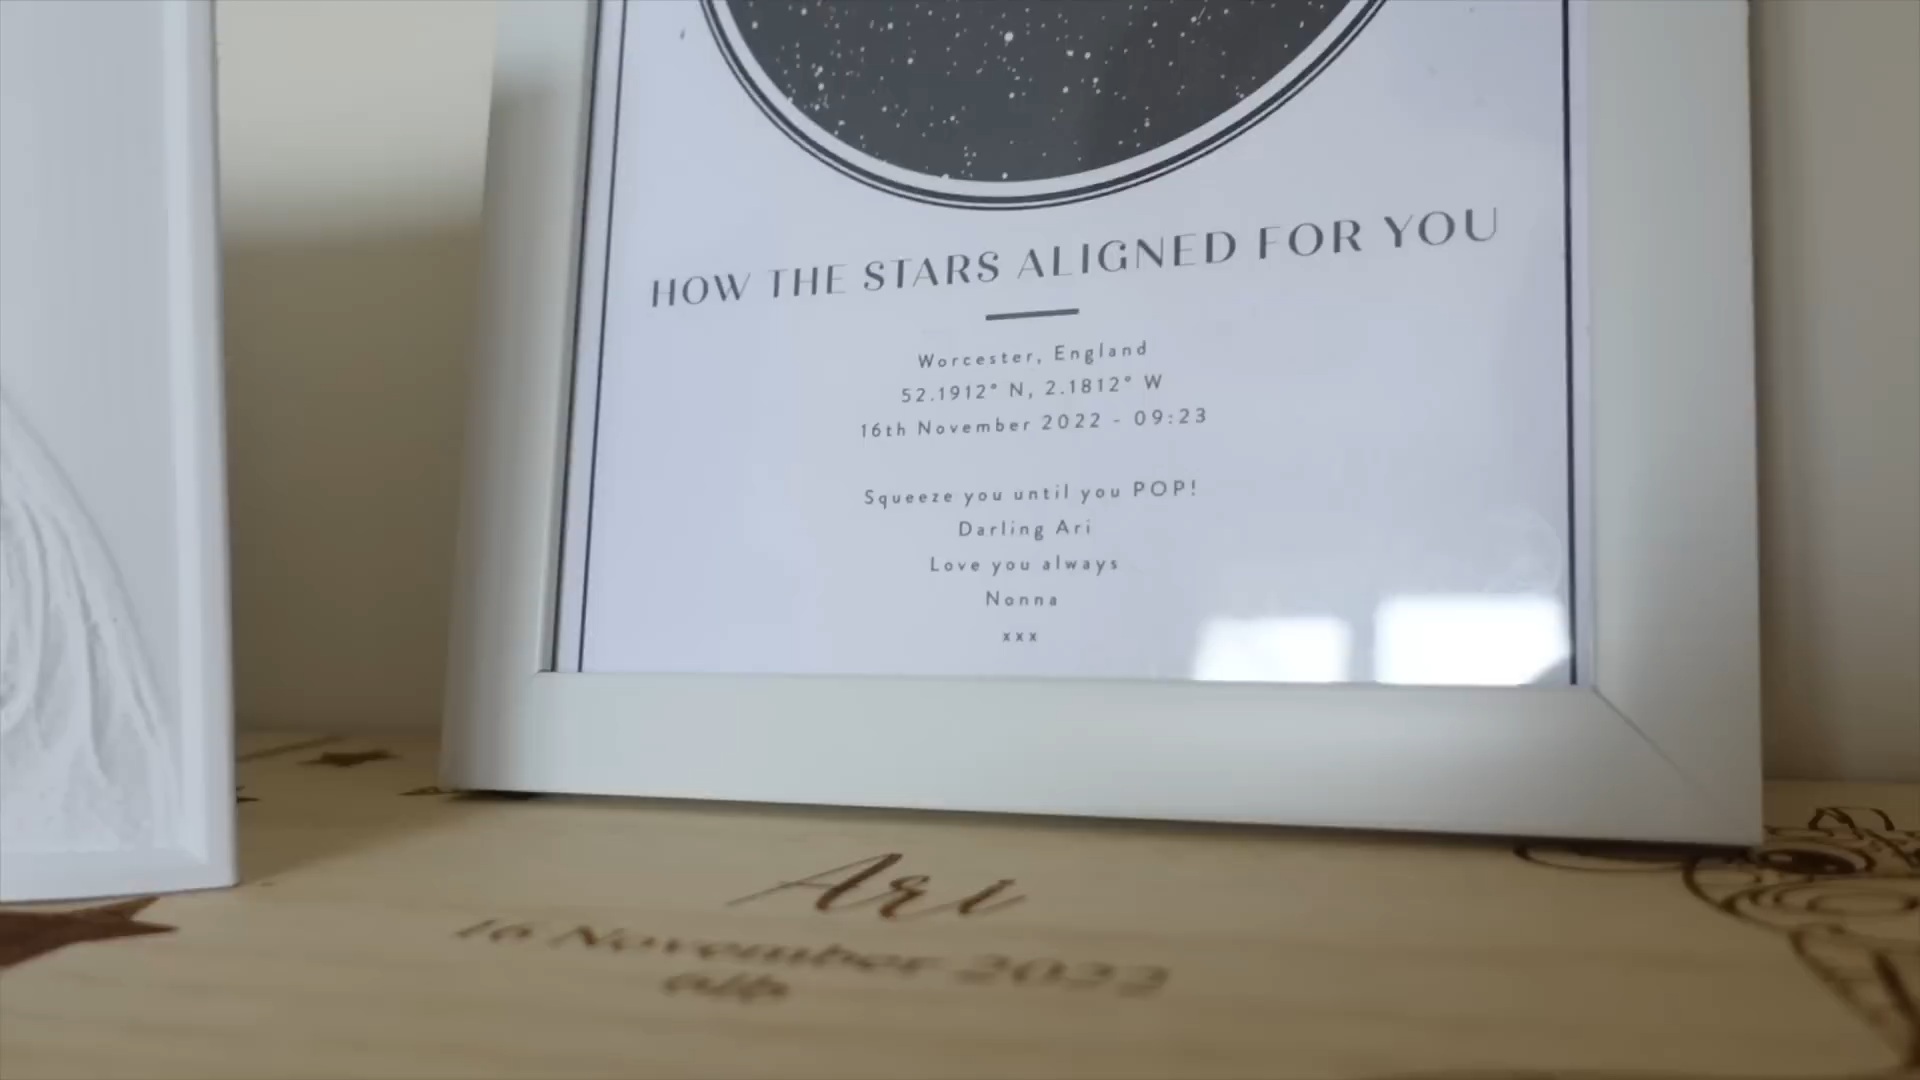 HOW THE STARS ALIGNED FOR YOU
Worcester, England
52.1912° N, 2.1812° W
16th November 2022 - 09:23
Squeeze you until you POP!
Darling Ari
Love you always
Nonna
xxx
Ari
16 November 2022